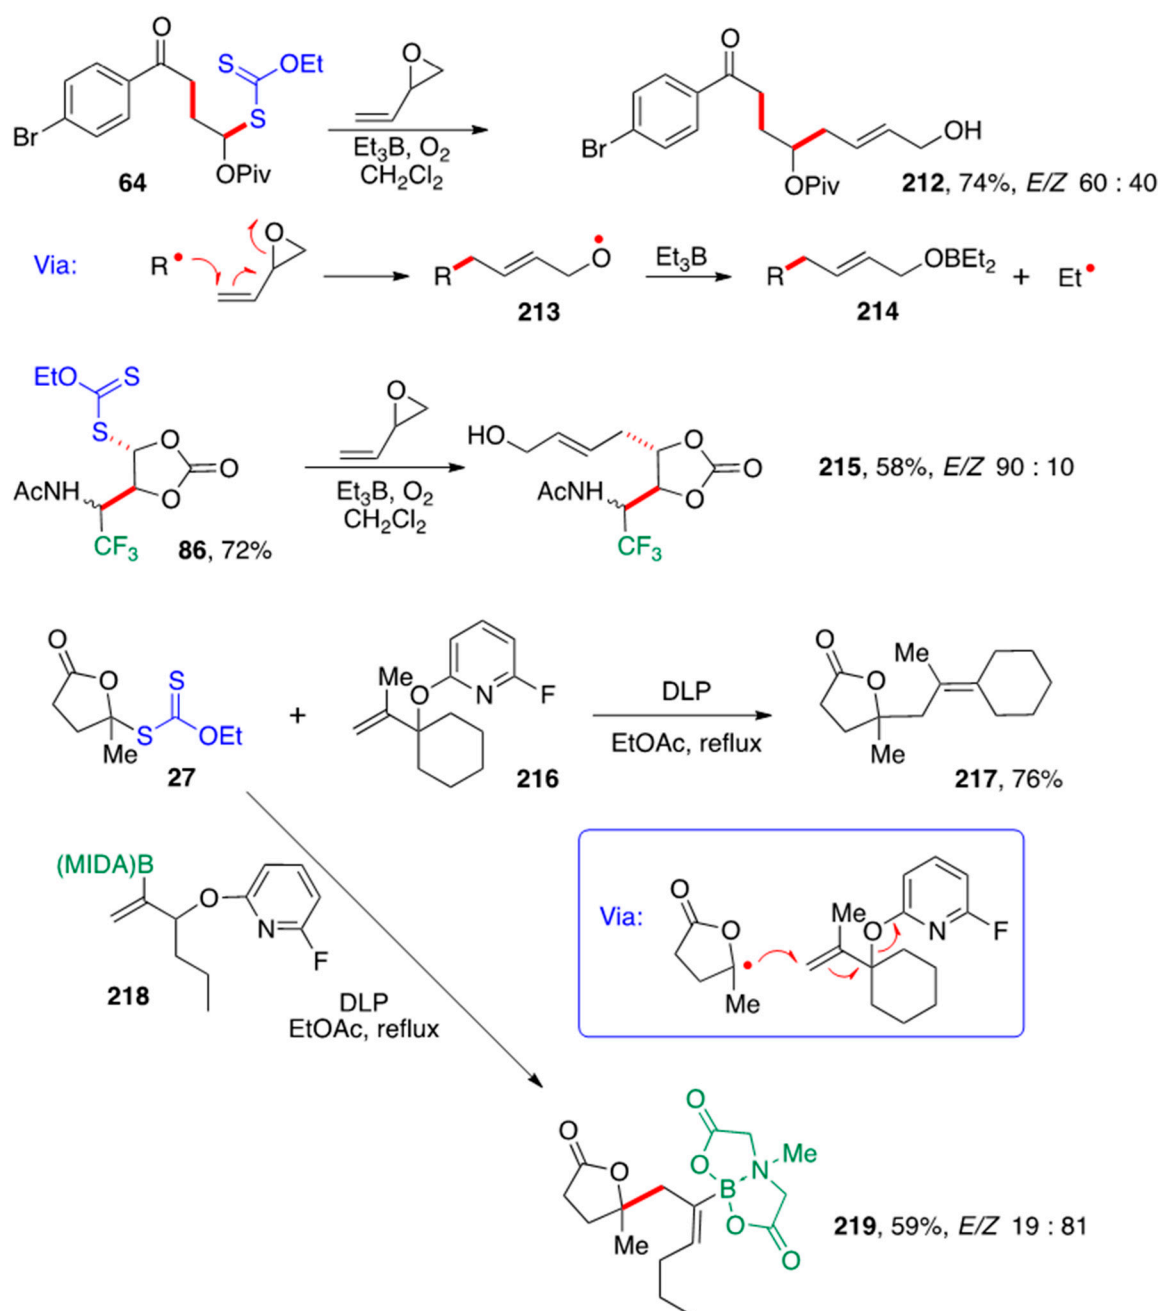 O
S
OEt
S
Br
OPiv
64
O
Et3B, O2
CH2Cl2
O
Br
OH
OPiv
212, 74%, E/Z 60 : 40
Via:
R•
O
R
O•
213
Et3B
R
OBEt2
214
+
Et•
EtO
S
S
O
O
O
AcNH
CF3
86, 72%
O
Et3B, O2
CH2Cl2
HO
O
O
O
AcNH
CF3
215, 58%, E/Z 90 : 10
O
O
S
S
OEt
Me
27
+
Me
O
N
F
216
DLP
EtOAc, reflux
O
O
Me
Me
217, 76%
(MIDA)B
O
N
F
218
DLP
EtOAc, reflux
Via:
O
O
Me
Me
O
N
F
O
O
Me
O
O
N
Me
B
O
O
219, 59%, E/Z 19 : 81